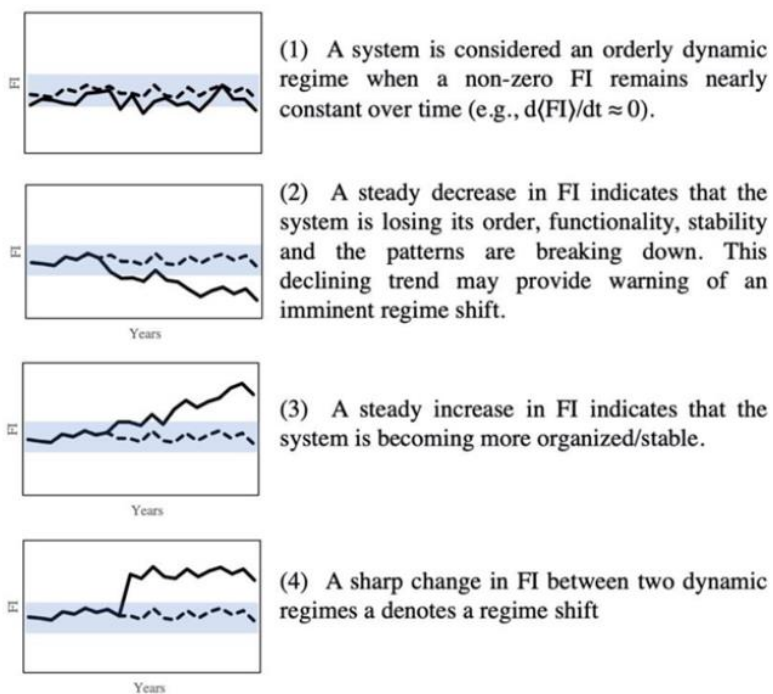 FI
(1) A system is considered an orderly dynamic
regime when a non-zero FI remains nearly
constant over time (e.g., d⟨FI⟩/dt ≈ 0).
FI
(2) A steady decrease in FI indicates that the
system is losing its order, functionality, stability
and the patterns are breaking down. This
declining trend may provide warning of an
imminent regime shift.
Years
FI
(3) A steady increase in FI indicates that the
system is becoming more organized/stable.
Years
FI
(4) A sharp change in FI between two dynamic
regimes a denotes a regime shift
Years